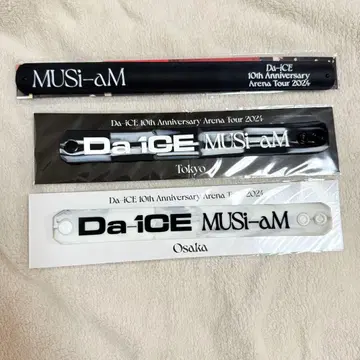 MUSi-aM
Da-iCE
10th Anniversary
Arena Tour 2024
Da-iCE 10th Anniversary Arena Tour 2024
Da-iCE MUSi-aM
Tokyo
Da-iCE 10th Anniversary Arena Tour 2024
Da-iCE MUSi-aM
Osaka